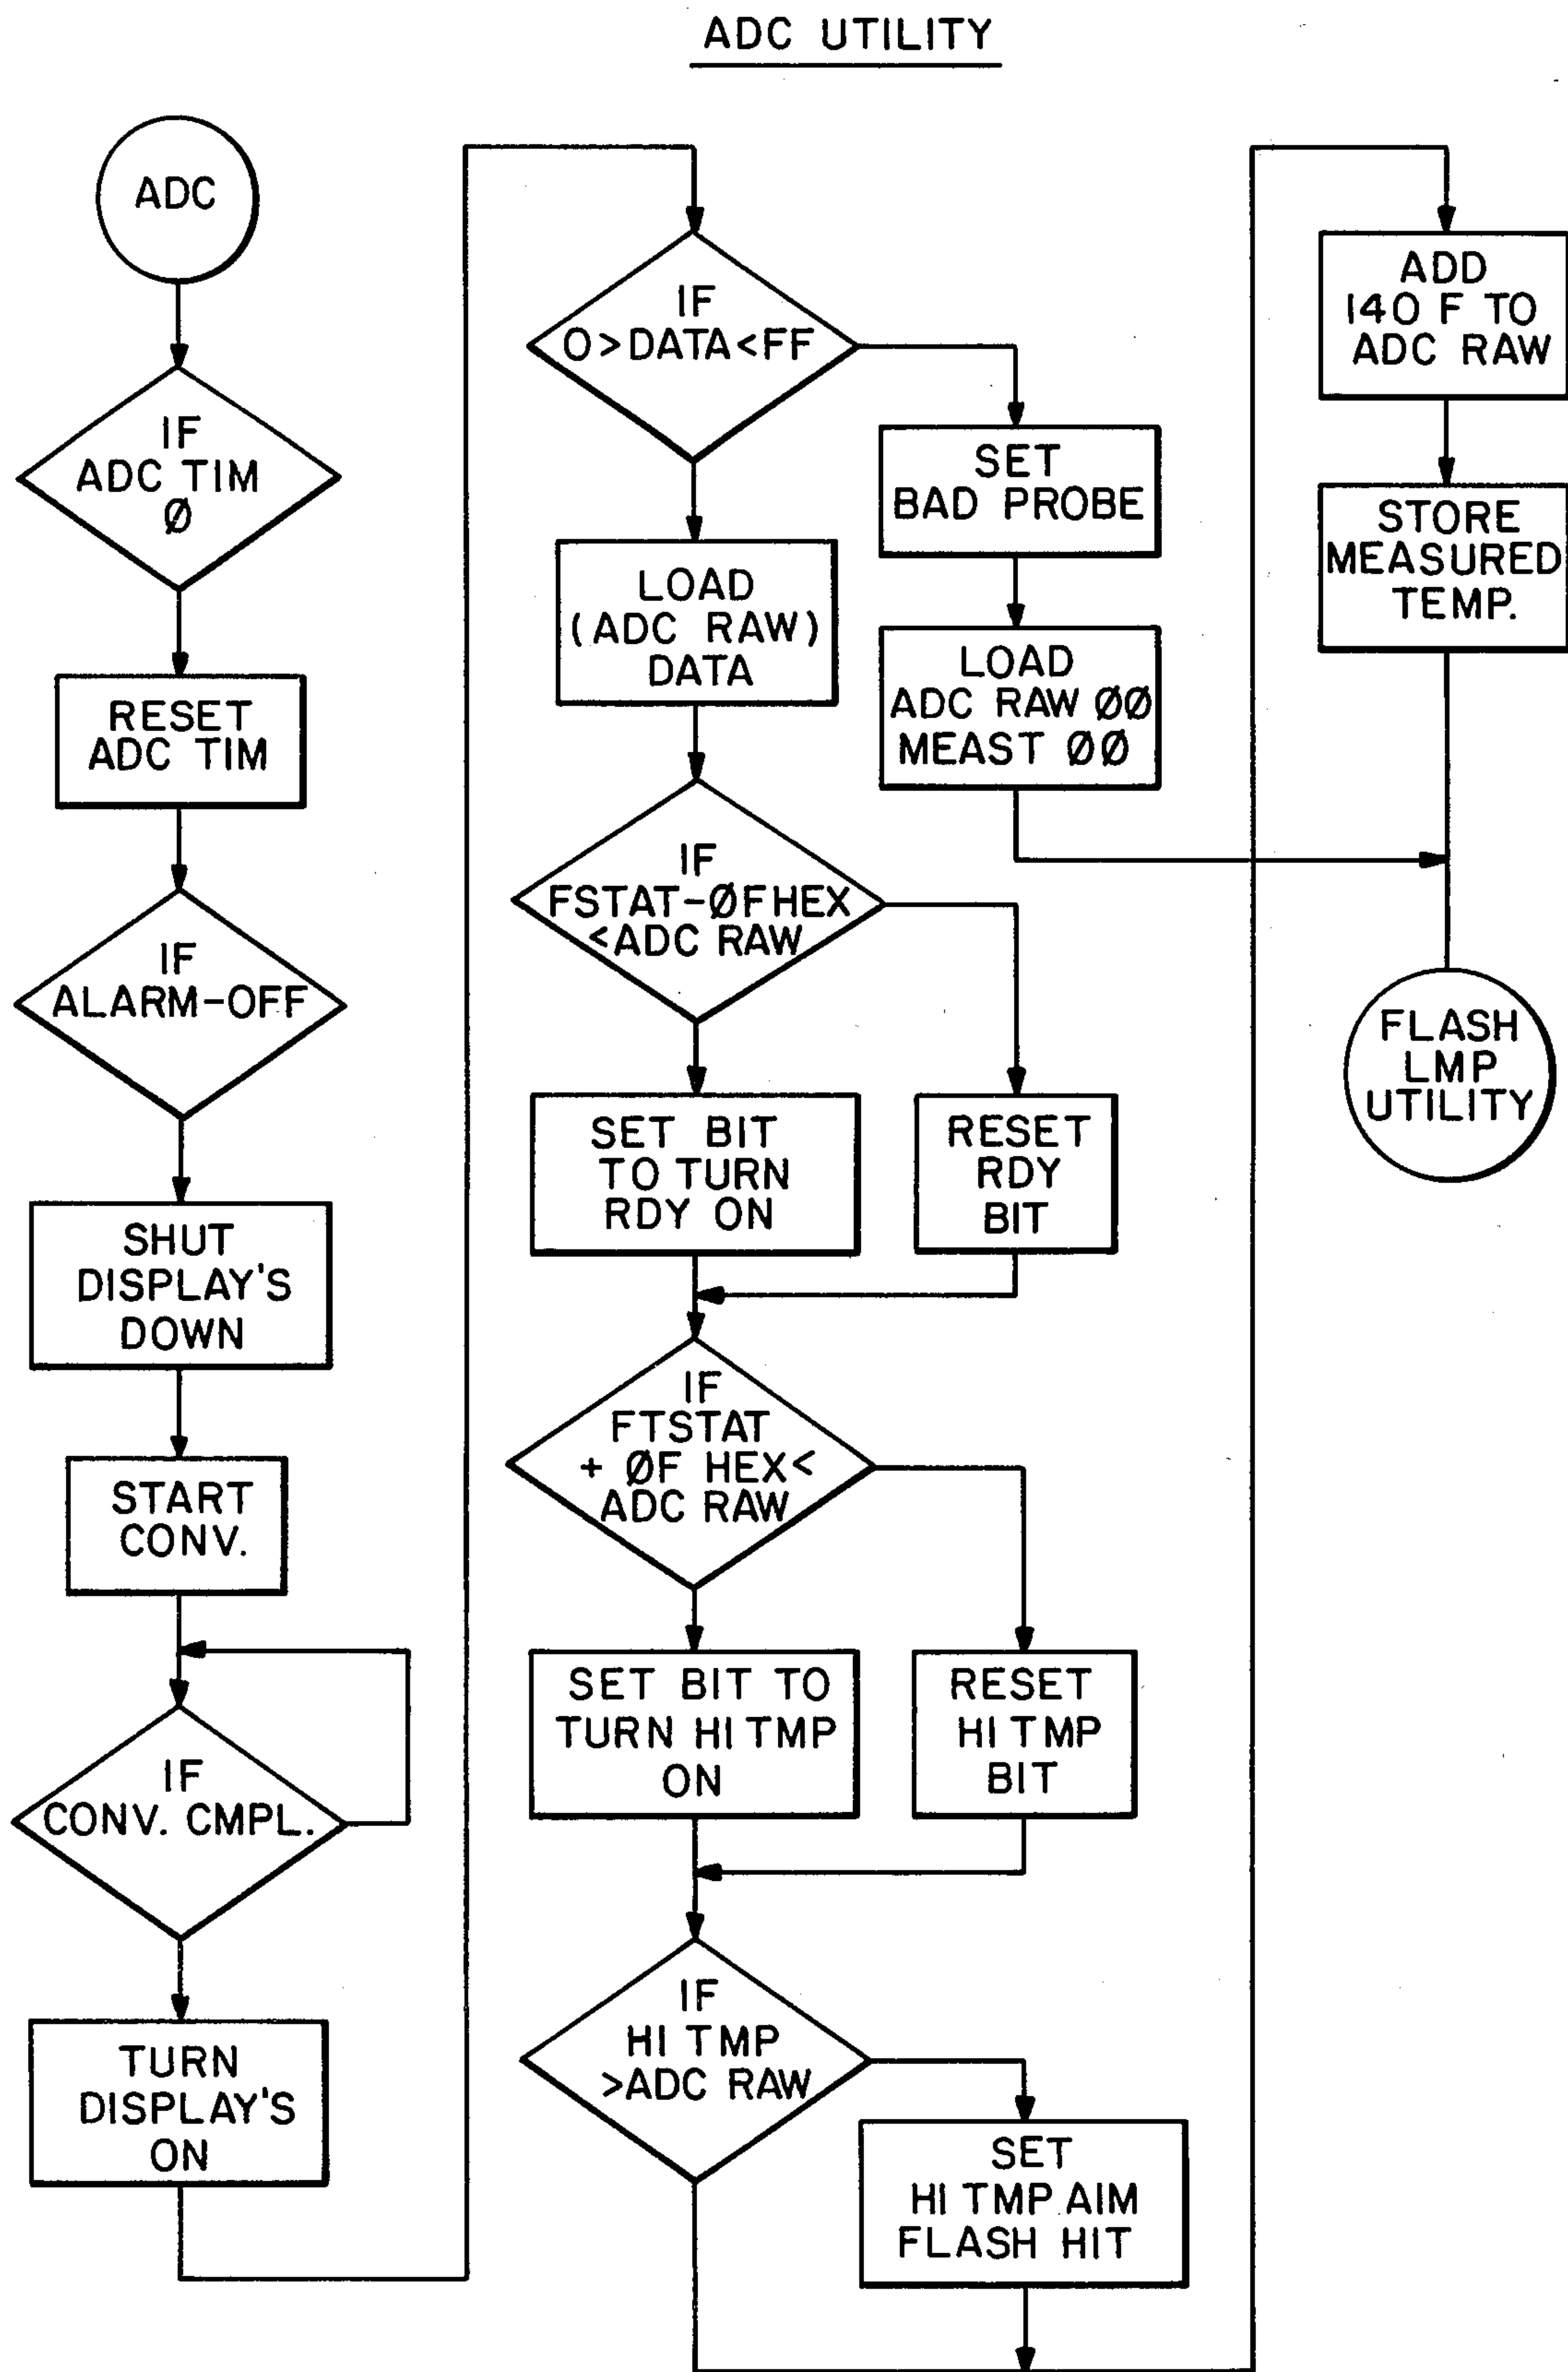 ADC UTILITY
ADC
IF
ADC TIM
Ø
RESET
ADC TIM
IF
ALARM-OFF
SHUT
DISPLAY'S
DOWN
START
CONV.
IF
CONV. CMPL.
TURN
DISPLAY'S
ON
IF
0>DATA<FF
SET
BAD PROBE
LOAD
(ADC RAW)
DATA
LOAD
ADC RAW ØØ
MEAST ØØ
IF
FSTAT-ØFHEX
<ADC RAW
SET BIT
TO TURN
RDY ON
RESET
RDY
BIT
IF
FTSTAT
+ ØF HEX<
ADC RAW
SET BIT TO
TURN HI TMP
ON
RESET
HI TMP
BIT
IF
HI TMP
>ADC RAW
SET
HI TMP AIM
FLASH HIT
ADD
140 F TO
ADC RAW
STORE
MEASURED
TEMP.
FLASH
LMP
UTILITY